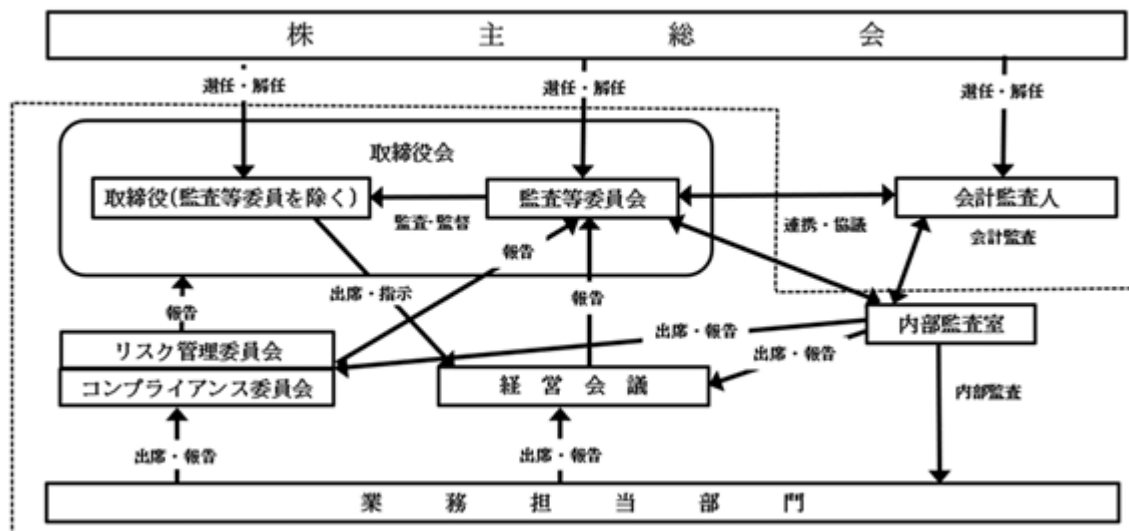 株主総会
選任・解任
選任・解任
選任・解任
取締役会
取締役(監査等委員を除く)
監査等委員会
会計監査人
監査・監督
連携・協議
会計監査
報告
出席・指示
報告
報告
内部監査室
出席・報告
リスク管理委員会
出席・報告
コンプライアンス委員会
経営会議
内部監査
出席・報告
出席・報告
業務担当部門